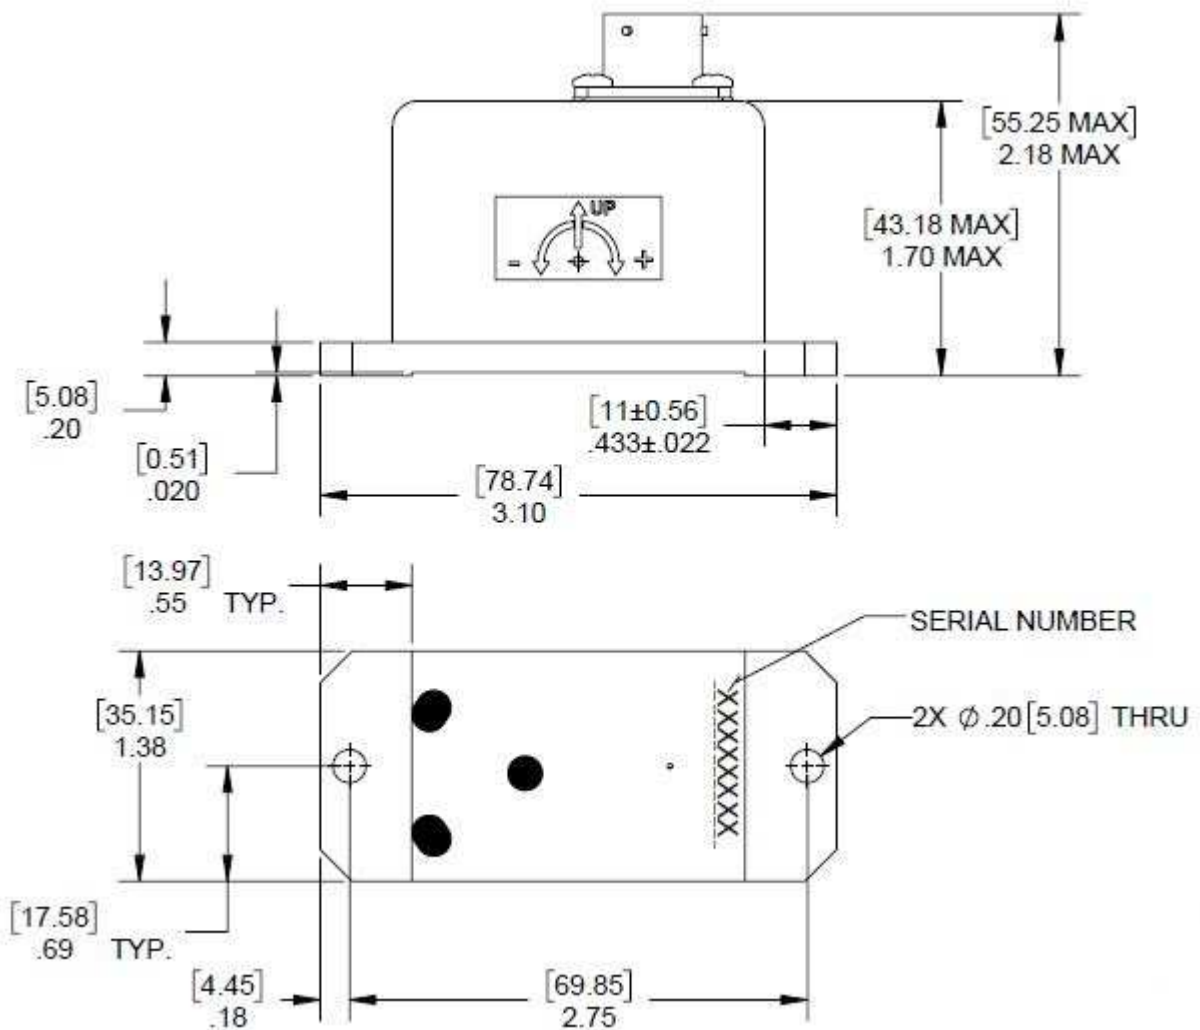 [55.25 MAX]
2.18 MAX
[43.18 MAX]
1.70 MAX
UP
- +
[5.08]
.20
[0.51]
.020
[11±0.56]
.433±.022
[78.74]
3.10
[13.97]
.55 TYP.
SERIAL NUMBER
[35.15]
1.38
XXXXXXXX
2X ∅.20[5.08] THRU
[17.58]
.69 TYP.
[4.45]
.18
[69.85]
2.75